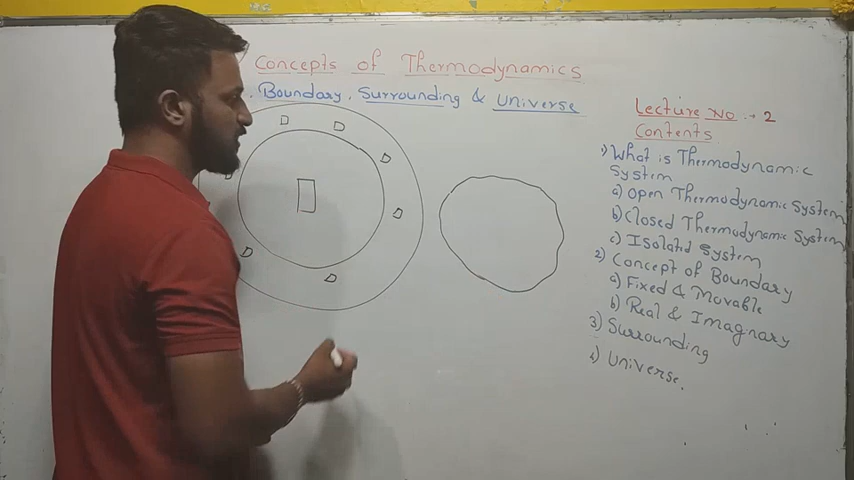 Concepts of Thermodynamics
Boundary, Surrounding & Universe
Lecture No :- 2
Contents
1) What is Thermodynamic
System
a) Open Thermodynamic System
b) Closed Thermodynamic System
c) Isolated System
2) Concept of Boundary
a) Fixed & Movable
b) Real & Imagnary
3) Surrounding
4) Universe.